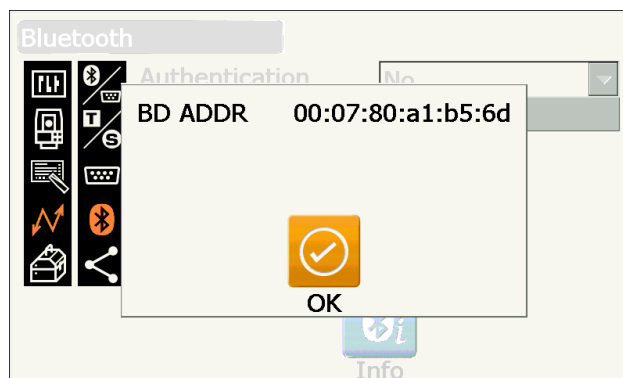 Bluetooth
Authentication No
BD ADDR 00:07:80:a1:b5:6d
T
S
OK
i
Info